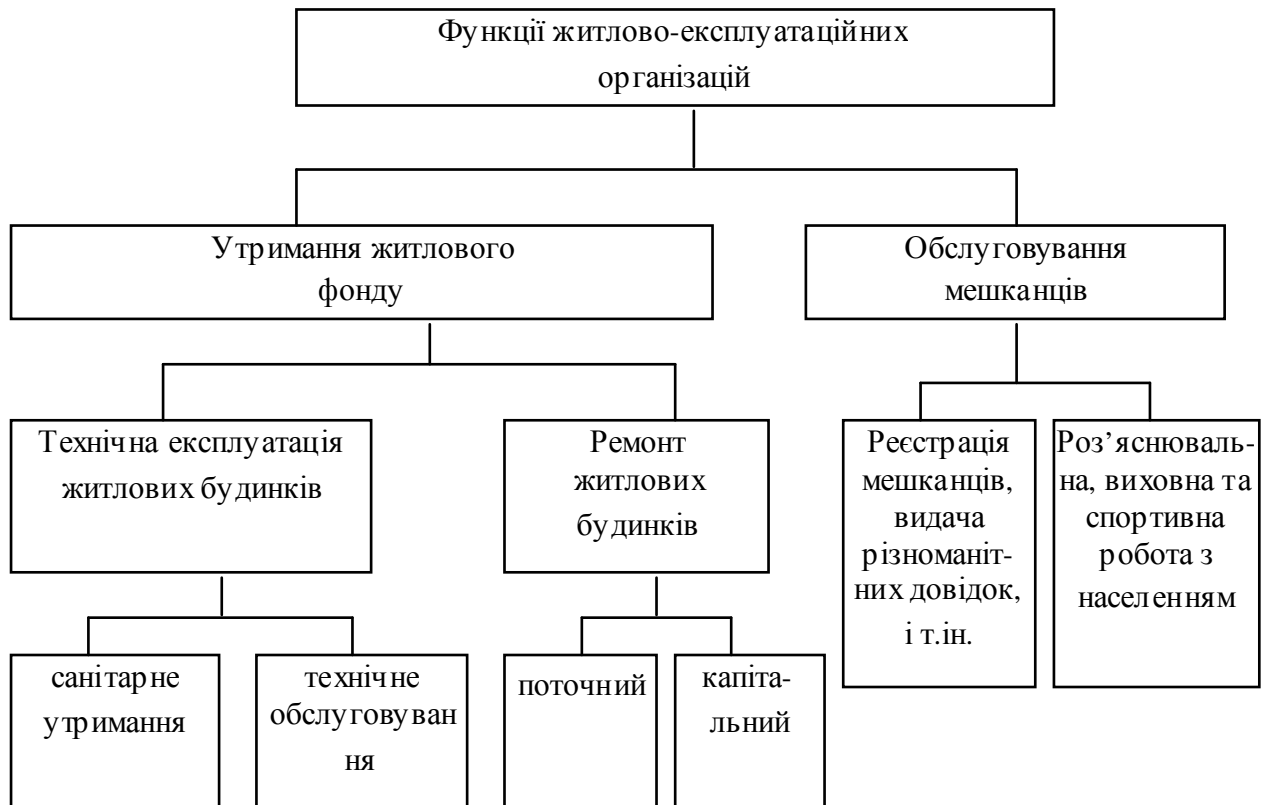 Функції житлово-експлуатаційних
організацій
Утримання житлового
фонду
Обслуговування
мешканців
Технічна експлуатація
житлових будинків
Ремонт
житлових
будинків
Реєстрація
мешканців,
видача
різноманіт-
них довідок,
і т.ін.
Роз’яснюваль-
на, виховна та
спортивна
робота з
населенням
санітарне
утримання
технічне
обслуговуван
ня
поточний
капіта-
льний